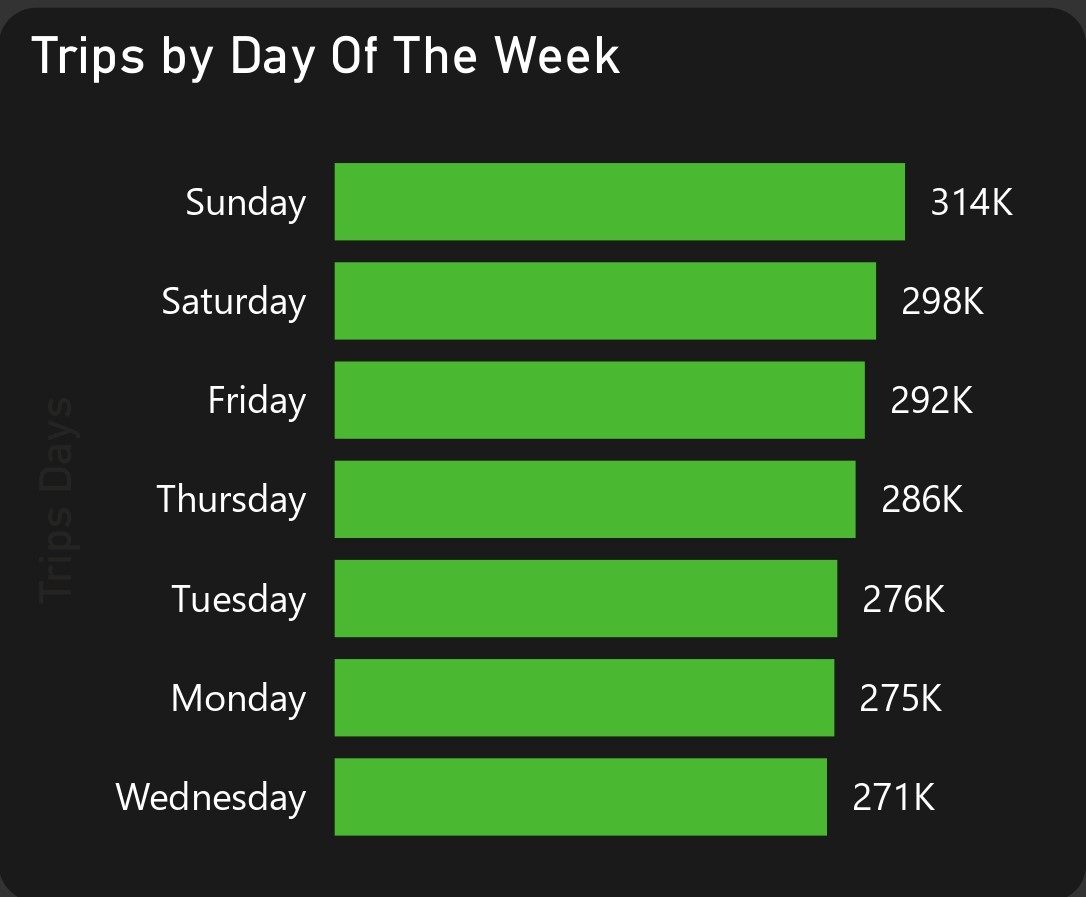 Trips by Day Of The Week
Sunday 314K
Saturday 298K
Friday 292K
Thursday 286K
Tuesday 276K
Monday 275K
Wednesday 271K
Trips Days